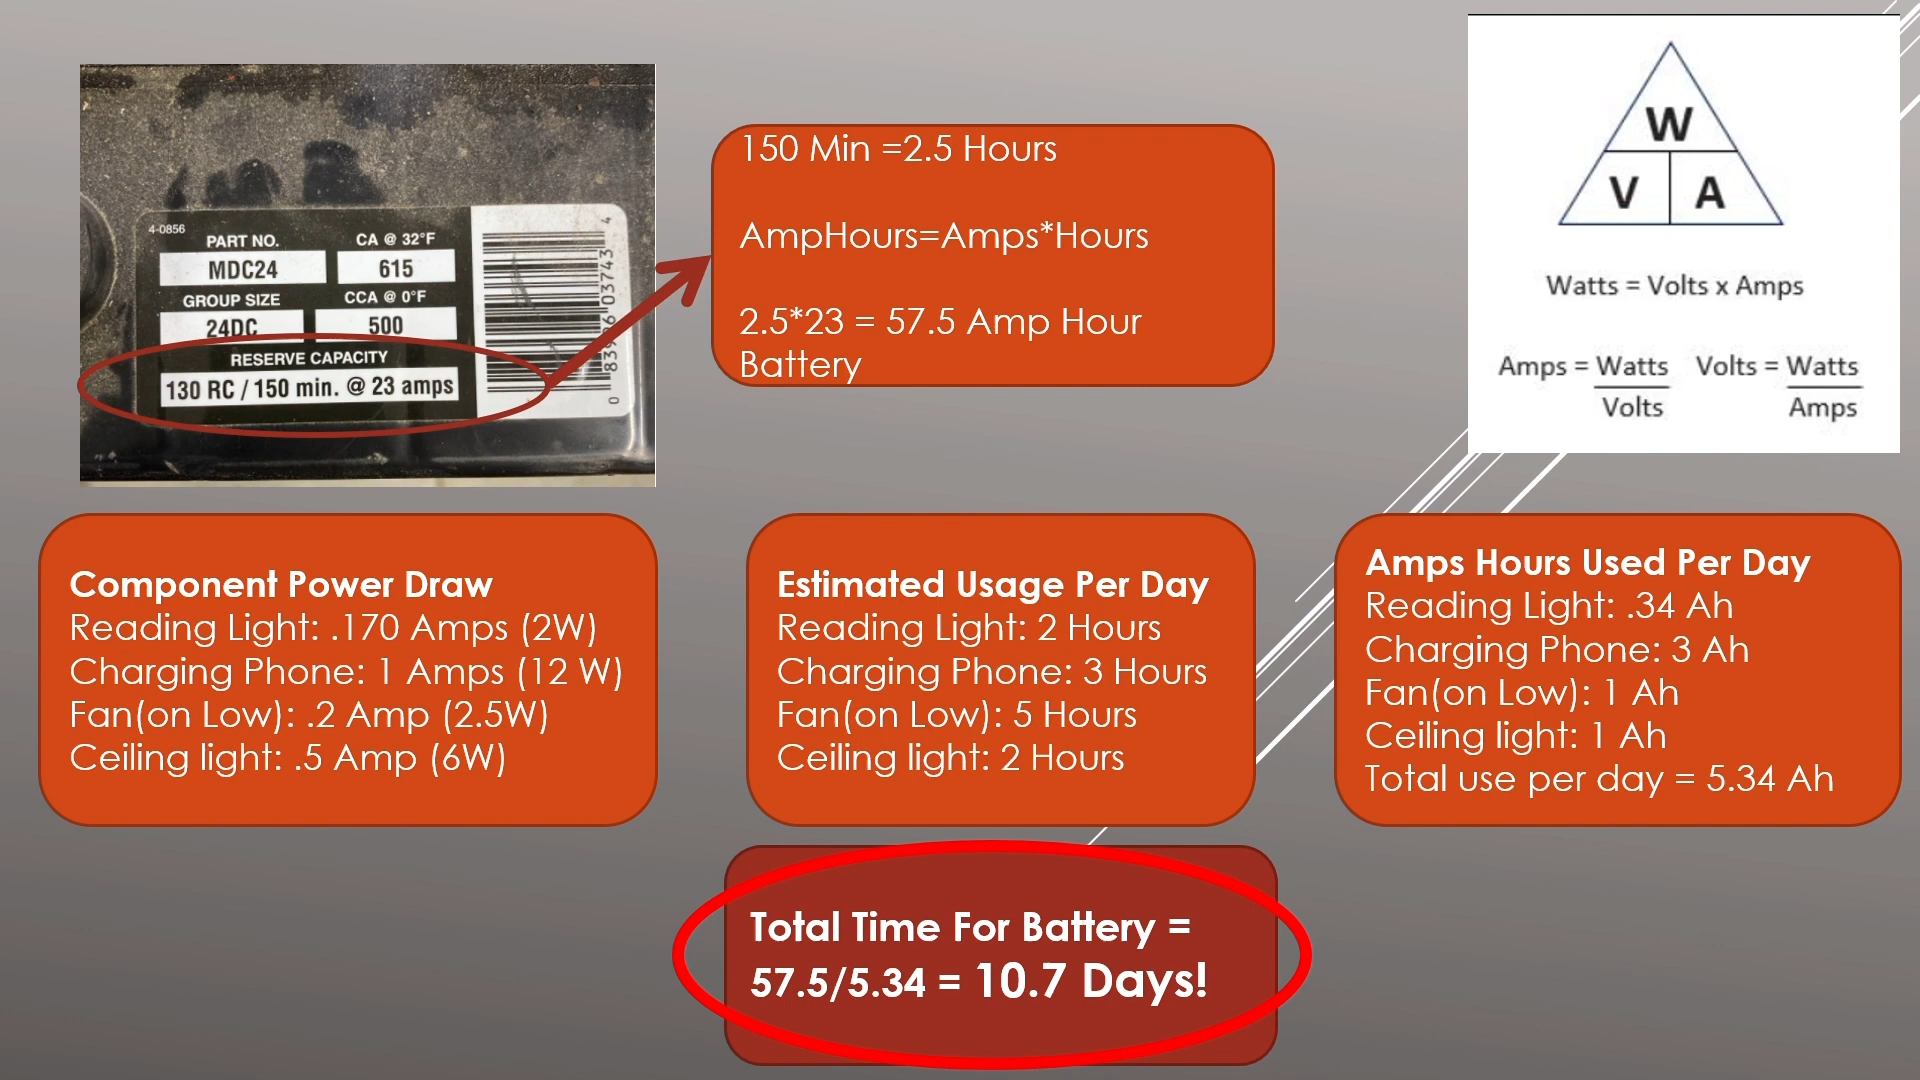 4-0856
PART NO.
CA @ 32°F
MDC24
615
GROUP SIZE
CCA @ 0°F
24DC
500
RESERVE CAPACITY
130 RC / 150 min. @ 23 amps
150 Min =2.5 Hours
AmpHours=Amps*Hours
2.5*23 = 57.5 Amp Hour
Battery
W
V A
Watts = Volts x Amps
Amps = Watts
Volts
Volts = Watts
Amps
Component Power Draw
Reading Light: .170 Amps (2W)
Charging Phone: 1 Amps (12 W)
Fan(on Low): .2 Amp (2.5W)
Ceiling light: .5 Amp (6W)
Estimated Usage Per Day
Reading Light: 2 Hours
Charging Phone: 3 Hours
Fan(on Low): 5 Hours
Ceiling light: 2 Hours
Amps Hours Used Per Day
Reading Light: .34 Ah
Charging Phone: 3 Ah
Fan(on Low): 1 Ah
Ceiling light: 1 Ah
Total use per day = 5.34 Ah
Total Time For Battery =
57.5/5.34 = 10.7 Days!